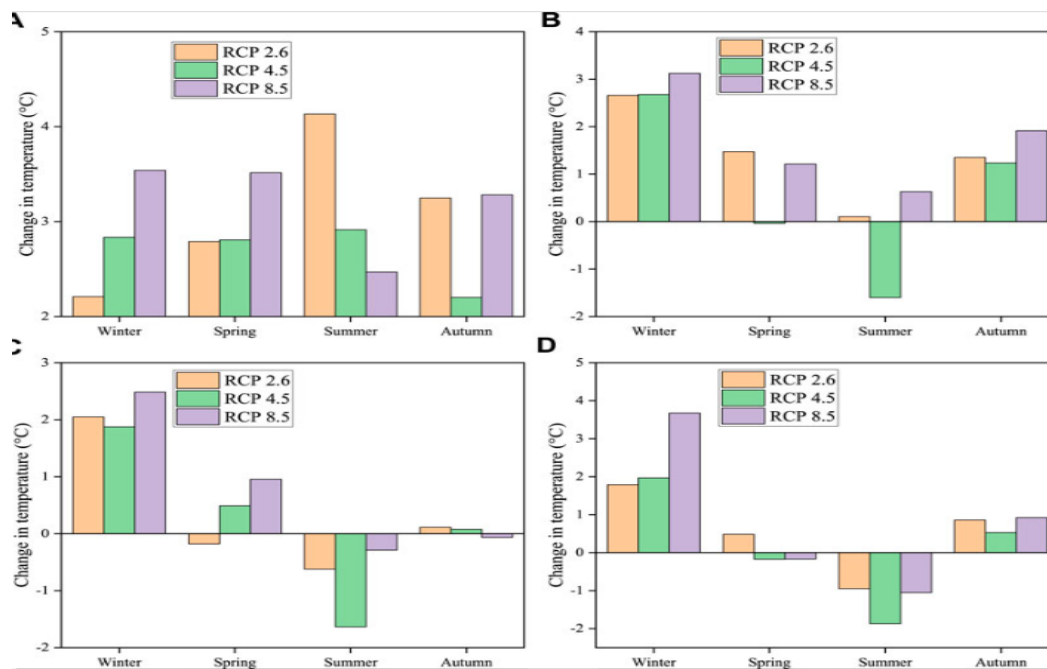 A
Change in temperature (°C)
5
4
3
2
RCP 2.6
RCP 4.5
RCP 8.5
Winter Spring Summer Autumn
B
Change in temperature (°C)
4
3
2
1
0
-1
-2
RCP 2.6
RCP 4.5
RCP 8.5
Winter Spring Summer Autumn
C
Change in temperature (°C)
3
2
1
0
-1
-2
RCP 2.6
RCP 4.5
RCP 8.5
Winter Spring Summer Autumn
D
Change in temperature (°C)
5
4
3
2
1
0
-1
-2
RCP 2.6
RCP 4.5
RCP 8.5
Winter Spring Summer Autumn